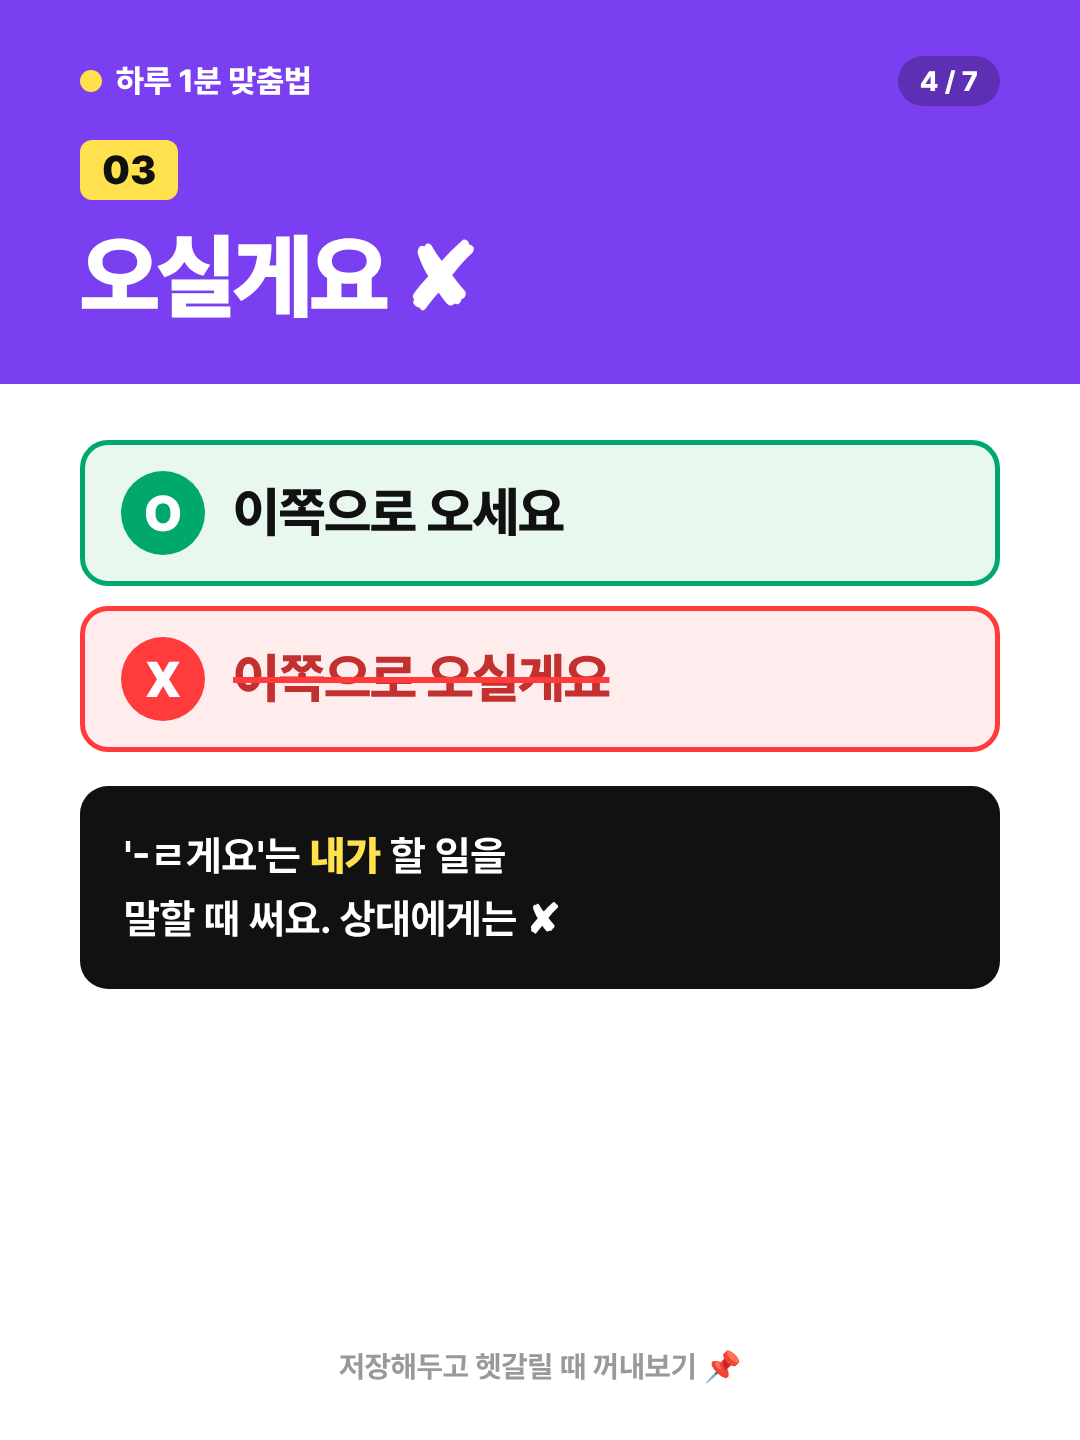 하루 1분 맞춤법
4 / 7
03
오실게요 ✘
O 이쪽으로 오세요
X 이쪽으로 오실게요
'-ㄹ게요'는 내가 할 일을
말할 때 써요. 상대에게는 ✘
저장해두고 헷갈릴 때 꺼내보기 📌